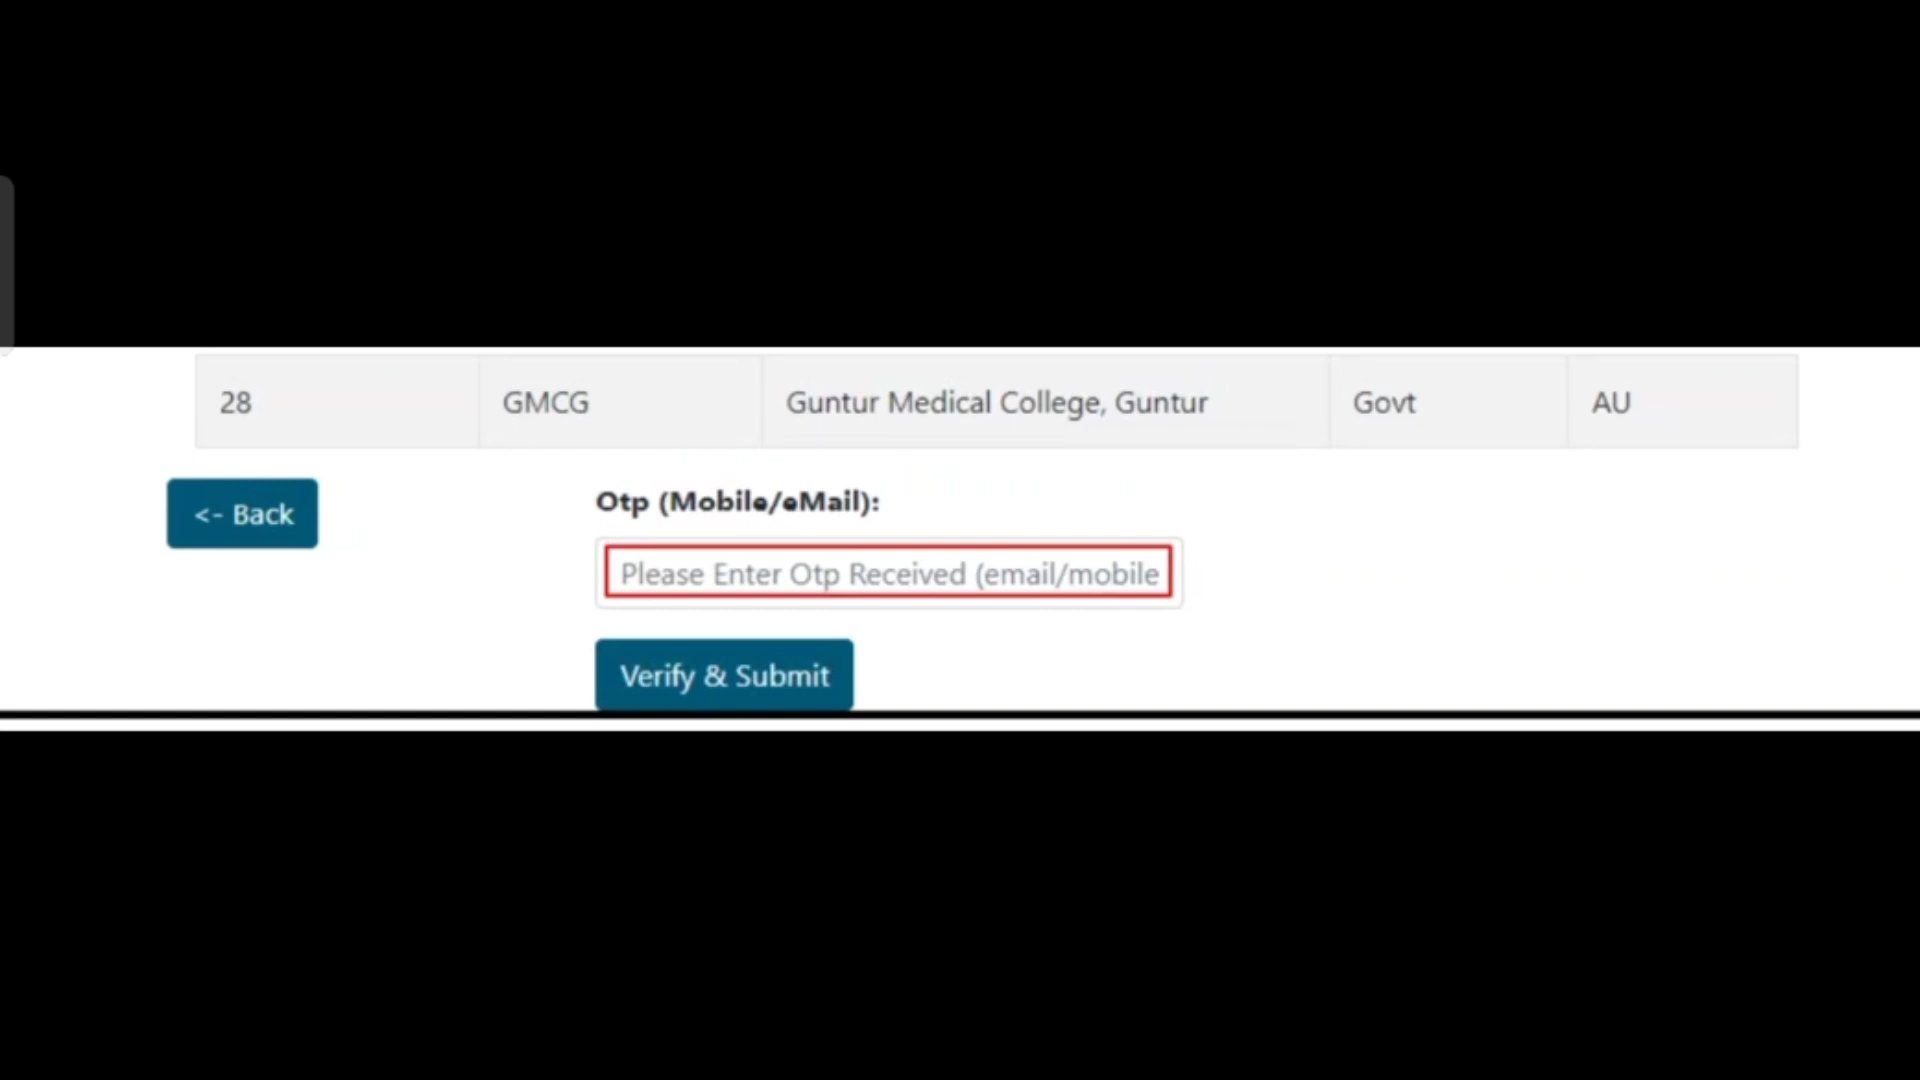 28 GMCG Guntur Medical College, Guntur Govt AU
<- Back
Otp (Mobile/eMail):
Please Enter Otp Received (email/mobile
Verify & Submit